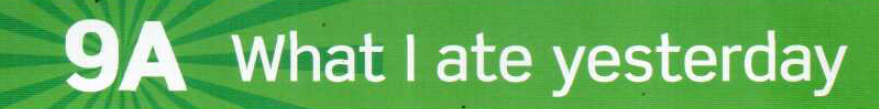 9A What I ate yesterday